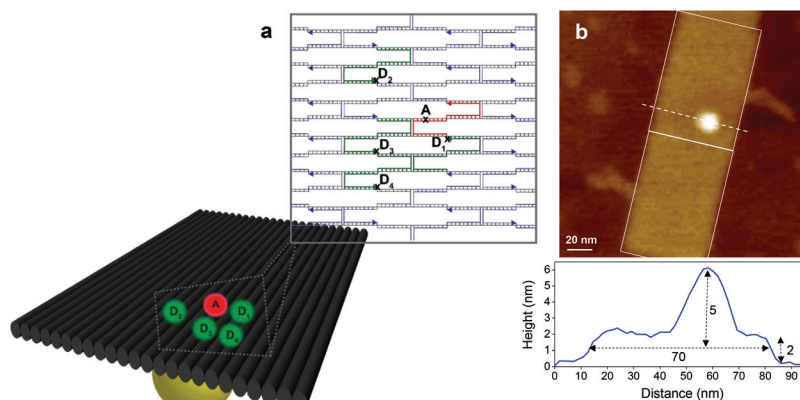 a
D2
A
D1
D3
D4
A
D2
D1
D3
D4
b
20 nm
Height (nm)
6
5
4
3
2
1
0
5
2
70
0 10 20 30 40 50 60 70 80 90
Distance (nm)